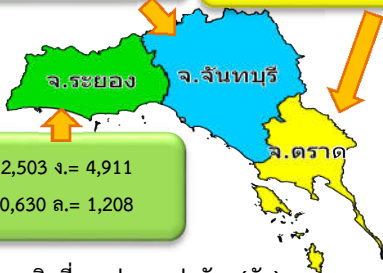 จ.ระยอง
จ.จันทบุรี
จ.ตราด
2,503 ง.= 4,911
0,630 ล.= 1,208